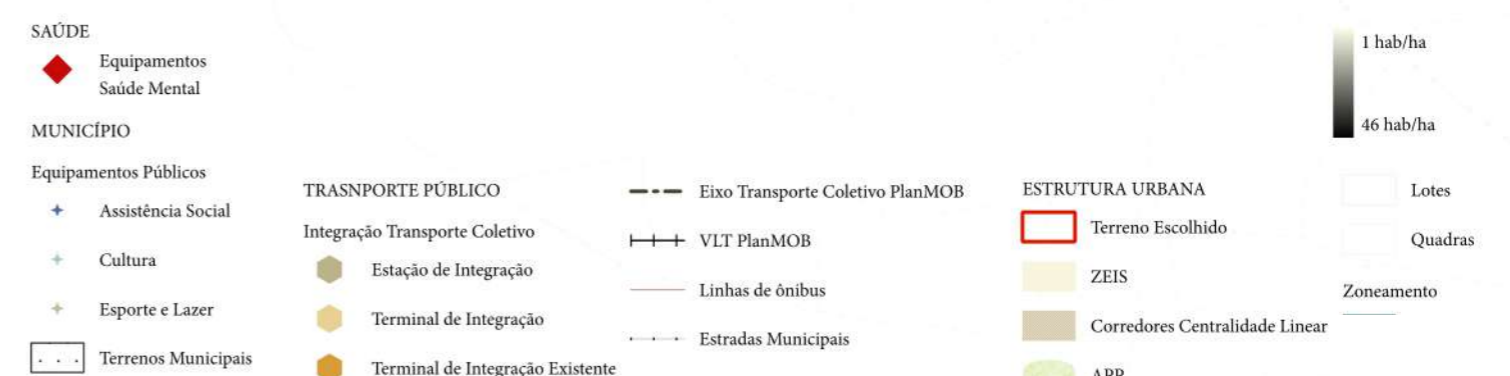 SAÚDE
Equipamentos
Saúde Mental
MUNICÍPIO
Equipamentos Públicos
Assistência Social
Cultura
Esporte e Lazer
Terrenos Municipais
TRASNPORTE PÚBLICO
Integração Transporte Coletivo
Estação de Integração
Terminal de Integração
Terminal de Integração Existente
Eixo Transporte Coletivo PlanMOB
VLT PlanMOB
Linhas de ônibus
Estradas Municipais
ESTRUTURA URBANA
Terreno Escolhido
ZEIS
Corredores Centralidade Linear
APP
1 hab/ha
46 hab/ha
Lotes
Quadras
Zoneamento